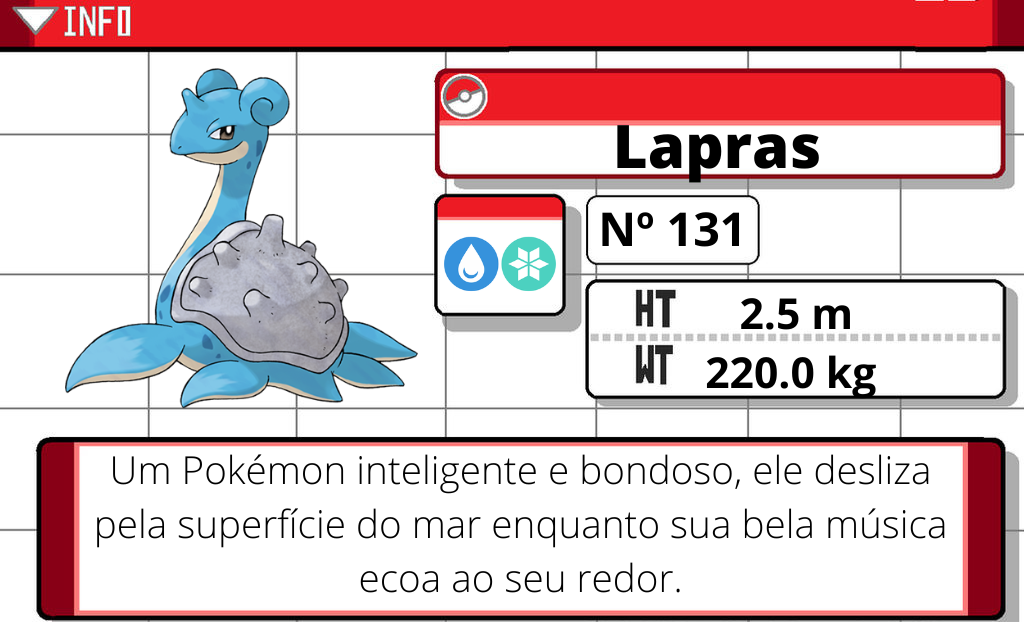 INFO
Lapras
Nº 131
HT 2.5 m
WT 220.0 kg
Um Pokémon inteligente e bondoso, ele desliza
pela superfície do mar enquanto sua bela música
ecoa ao seu redor.